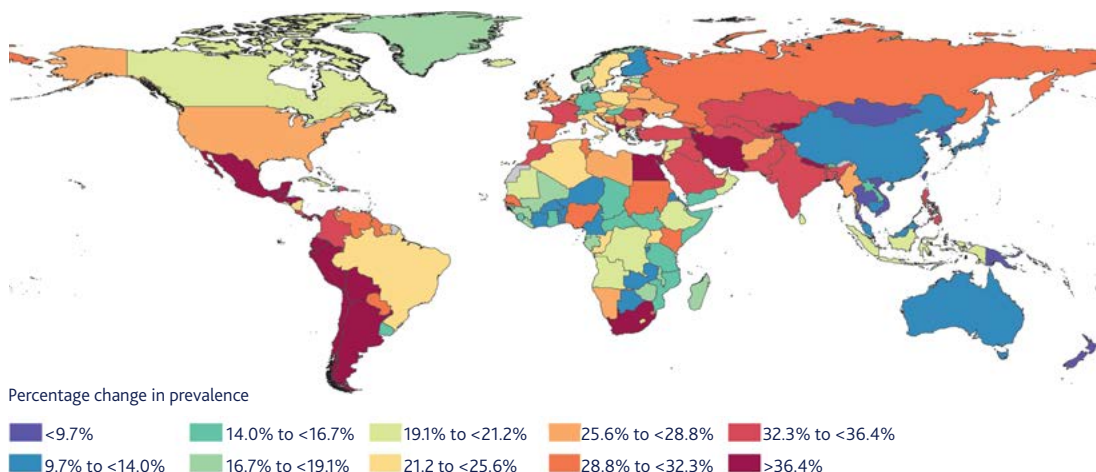 Percentage change in prevalence
<9.7% 14.0% to <16.7% 19.1% to <21.2% 25.6% to <28.8% 32.3% to <36.4%
9.7% to <14.0% 16.7% to <19.1% 21.2 to <25.6% 28.8% to <32.3% >36.4%